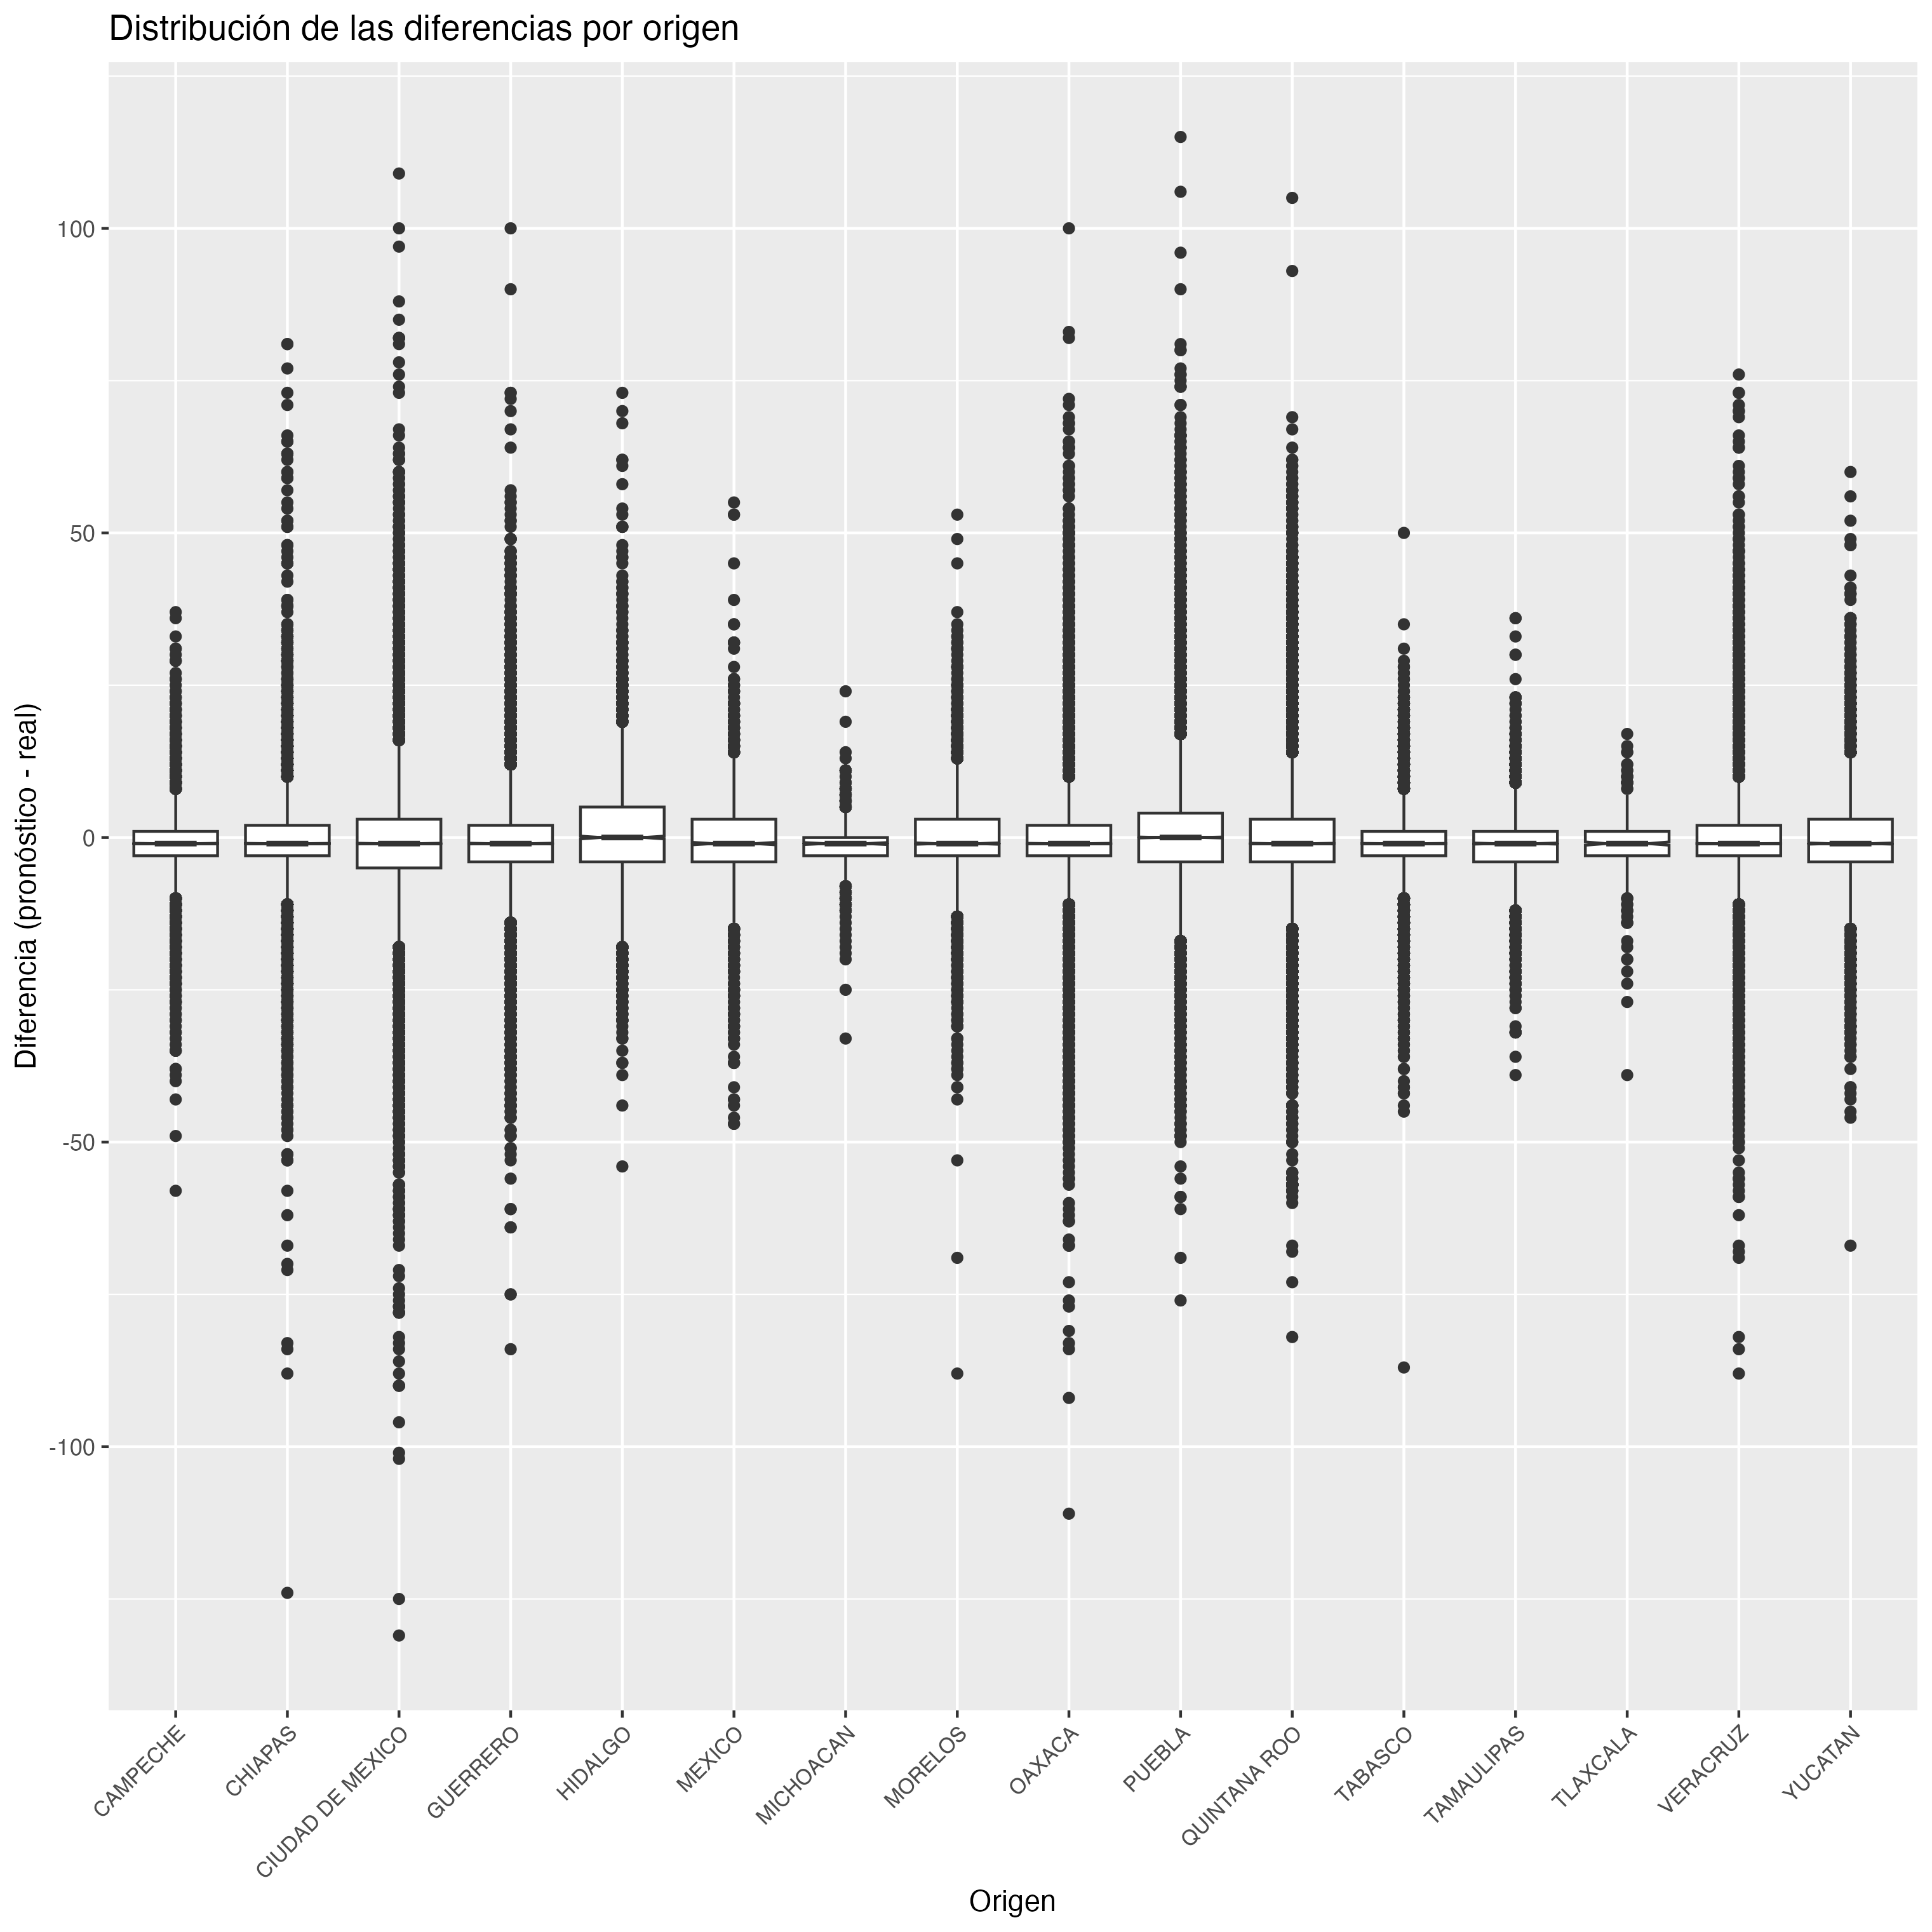 Distribución de las diferencias por origen
Diferencia (pronóstico - real)
100
50
0
-50
-100
CAMPECHE
CHIAPAS
CIUDAD DE MEXICO
GUERRERO
HIDALGO
MEXICO
MICHOACAN
MORELOS
OAXACA
PUEBLA
QUINTANA ROO
TABASCO
TAMAULIPAS
TLAXCALA
VERACRUZ
YUCATAN
Origen